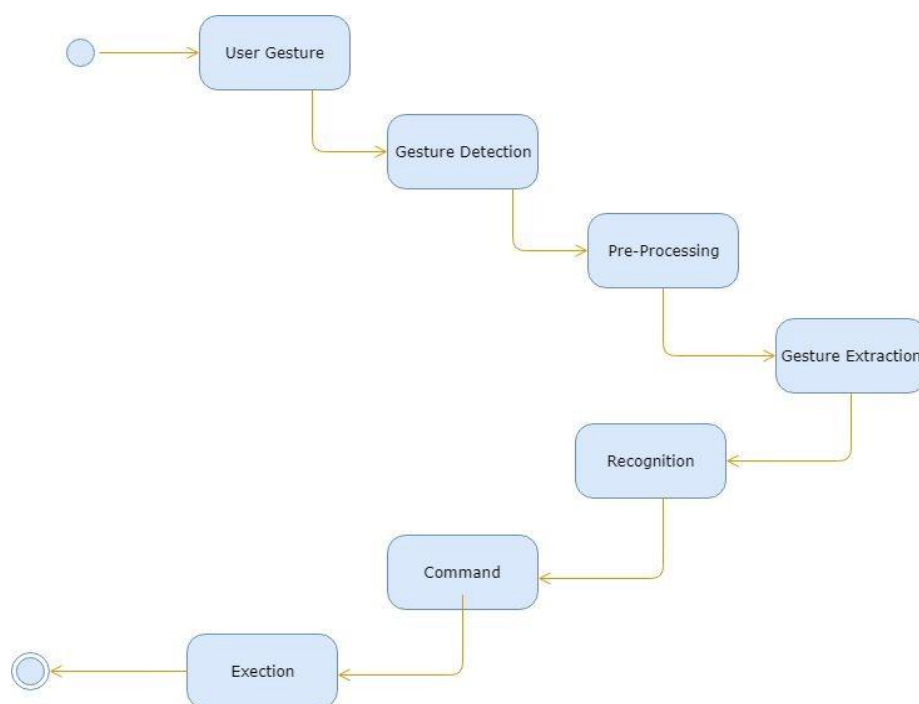 User Gesture
Gesture Detection
Pre-Processing
Gesture Extraction
Recognition
Command
Exection